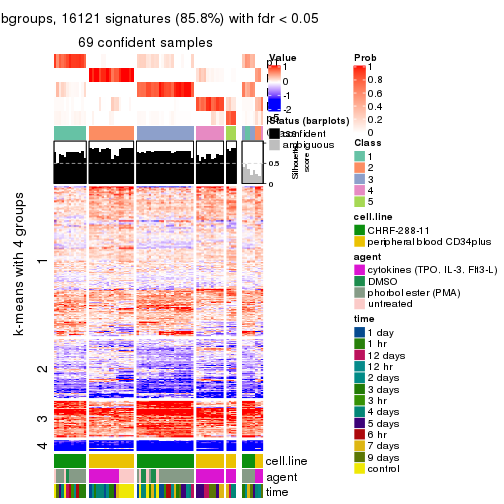 bgroups, 16121 signatures (85.8%) with fdr < 0.05
69 confident samples
Value
1
0
-1
-2
Status (barplots)
confident
ambiguous
1
0.5
0
Silhouette
score
k-means with 4 groups
1
2
3
4
cell.line
agent
time
Prob
1
0.8
0.6
0.4
0.2
0
Class
1
2
3
4
5
cell.line
CHRF-288-11
peripheral blood CD34plus
agent
cytokines (TPO, IL-3, Flt3-L)
DMSO
phorbol ester (PMA)
untreated
time
1 day
1 hr
12 days
12 hr
2 days
3 days
3 hr
4 days
5 days
6 hr
7 days
9 days
control